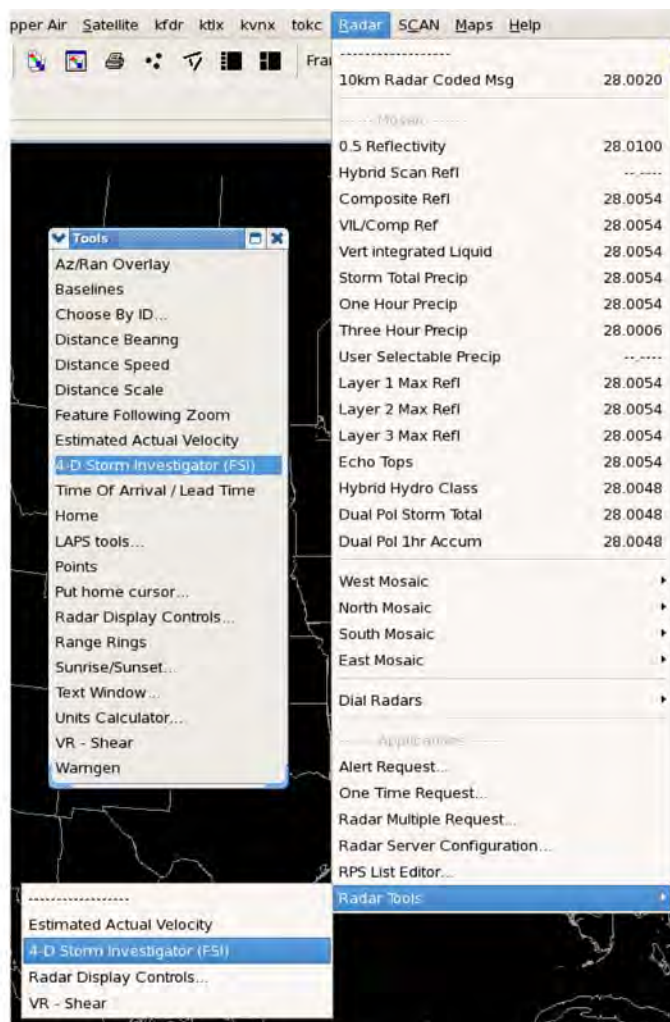 pper Air Satellite kfdr ktlx kvnx tokc Radar SCAN Maps Help
Fra
-------------------
10km Radar Coded Msg 28.0020
------ Mosaic ------
0.5 Reflectivity 28.0100
Hybrid Scan Refl --.----
Composite Refl 28.0054
VIL/Comp Ref 28.0054
Vert integrated Liquid 28.0054
Storm Total Precip 28.0054
One Hour Precip 28.0054
Three Hour Precip 28.0006
User Selectable Precip --.----
Layer 1 Max Refl 28.0054
Layer 2 Max Refl 28.0054
Layer 3 Max Refl 28.0054
Echo Tops 28.0054
Hybrid Hydro Class 28.0048
Dual Pol Storm Total 28.0048
Dual Pol 1hr Accum 28.0048
West Mosaic
North Mosaic
South Mosaic
East Mosaic
Dial Radars
------ Applications ------
Alert Request...
One Time Request...
Radar Multiple Request...
Radar Server Configuration...
RPS List Editor...
Radar Tools
Tools
Az/Ran Overlay
Baselines
Choose By ID...
Distance Bearing
Distance Speed
Distance Scale
Feature Following Zoom
Estimated Actual Velocity
4-D Storm Investigator (FSI)
Time Of Arrival / Lead Time
Home
LAPS tools...
Points
Put home cursor...
Radar Display Controls...
Range Rings
Sunrise/Sunset...
Text Window...
Units Calculator...
VR - Shear
Warngen
------------------
Estimated Actual Velocity
4-D Storm Investigator (FSI)
Radar Display Controls...
VR - Shear